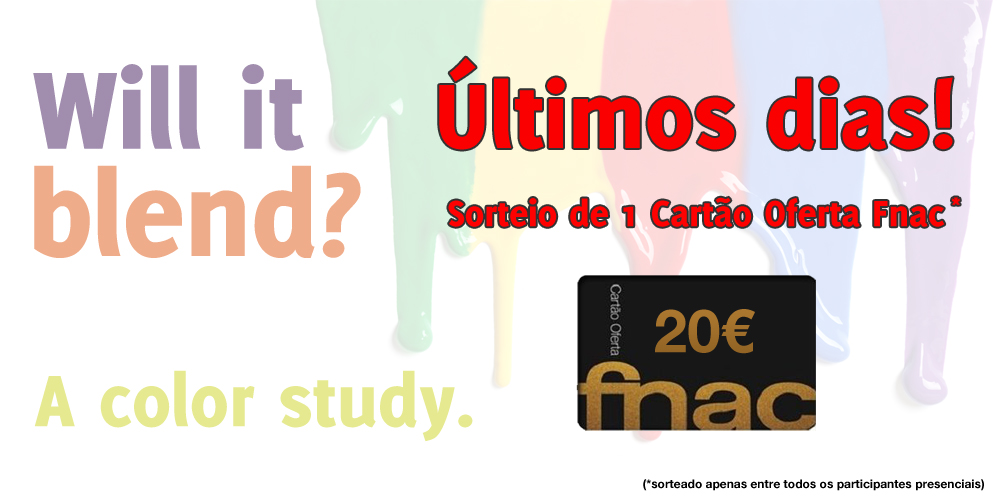 Will it
blend?
A color study.
Últimos dias!
Sorteio de 1 Cartão Oferta Fnac*
Cartão Oferta
20€
fnac
(*sorteado apenas entre todos os participantes presenciais)